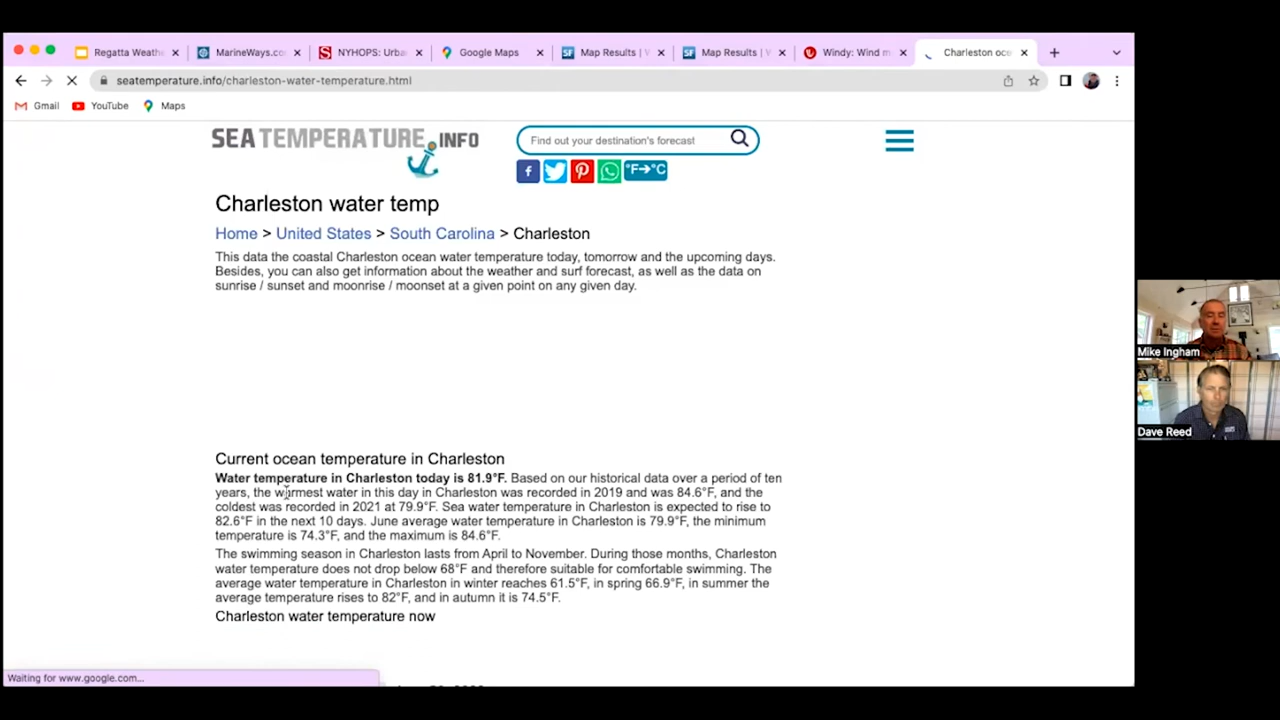 Regatta Weathe
MarineWays.co
NYHOPS: Urba
Google Maps
Map Results | V
Map Results | V
Windy: Wind m
Charleston oce
seatemperature.info/charleston-water-temperature.html
Gmail
YouTube
Maps
SEA TEMPERATURE.INFO
Find out your destination's forecast
°F→°C
Charleston water temp
Home > United States > South Carolina > Charleston
This data the coastal Charleston ocean water temperature today, tomorrow and the upcoming days.
Besides, you can also get information about the weather and surf forecast, as well as the data on
sunrise / sunset and moonrise / moonset at a given point on any given day.
Mike Ingham
Dave Reed
Current ocean temperature in Charleston
Water temperature in Charleston today is 81.9°F. Based on our historical data over a period of ten
years, the warmest water in this day in Charleston was recorded in 2019 and was 84.6°F, and the
coldest was recorded in 2021 at 79.9°F. Sea water temperature in Charleston is expected to rise to
82.6°F in the next 10 days. June average water temperature in Charleston is 79.9°F, the minimum
temperature is 74.3°F, and the maximum is 84.6°F.
The swimming season in Charleston lasts from April to November. During those months, Charleston
water temperature does not drop below 68°F and therefore suitable for comfortable swimming. The
average water temperature in Charleston in winter reaches 61.5°F, in spring 66.9°F, in summer the
average temperature rises to 82°F, and in autumn it is 74.5°F.
Charleston water temperature now
Waiting for www.google.com...